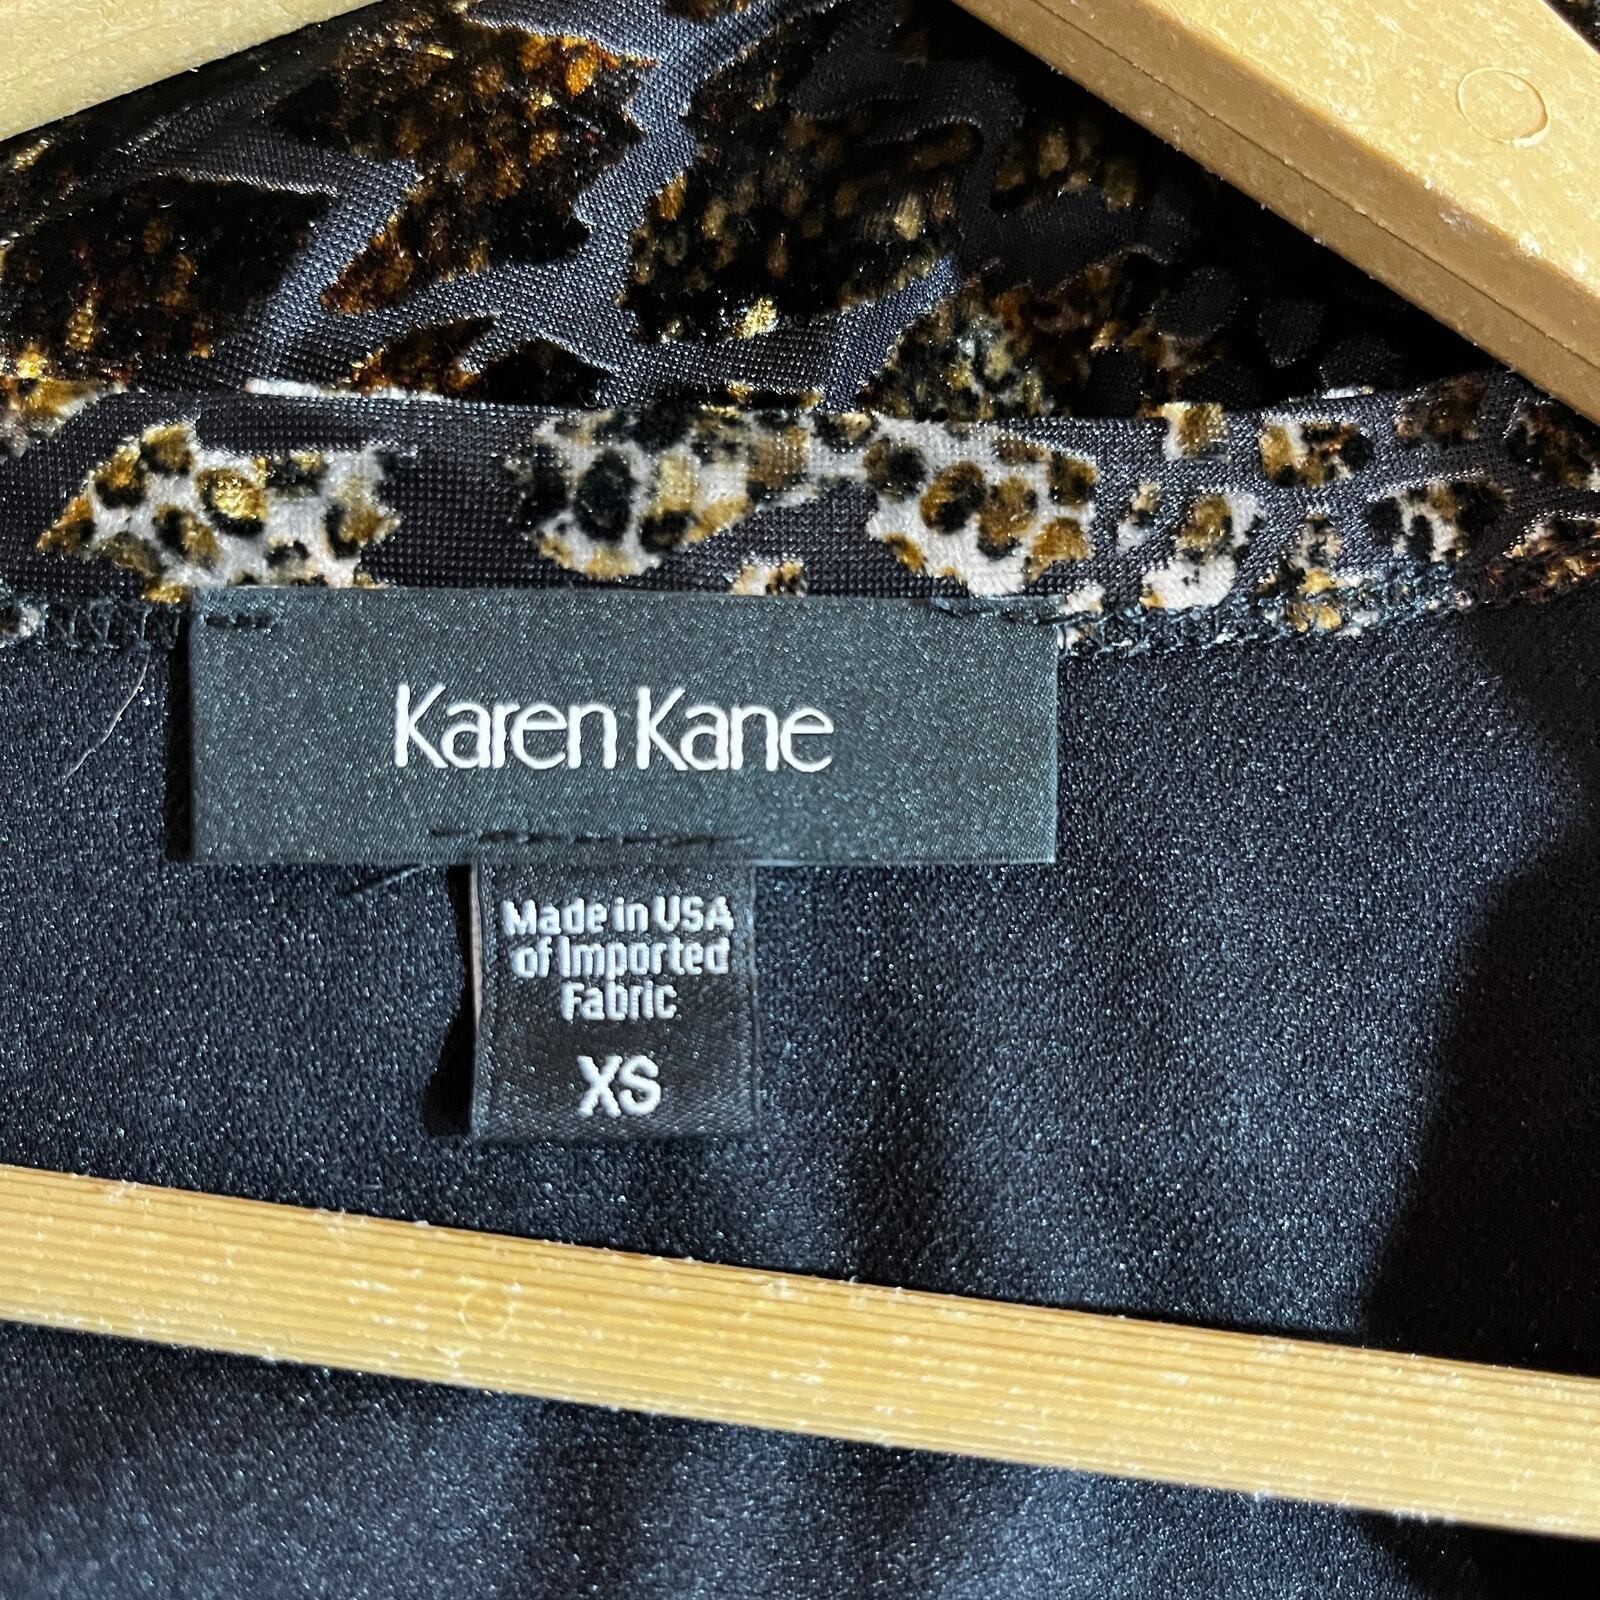 Karen Kane
Made in USA
of Imported
Fabric
XS